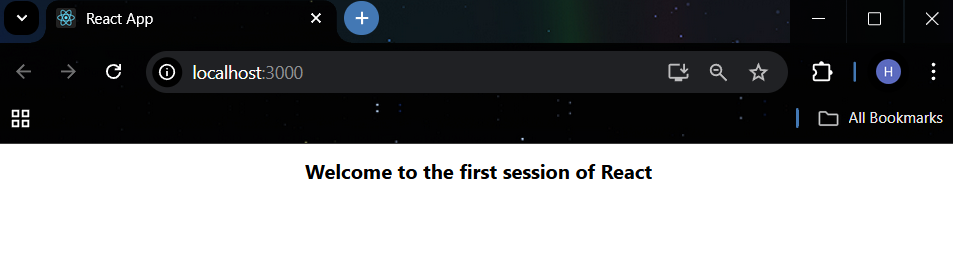 React App
localhost:3000
H
All Bookmarks
Welcome to the first session of React